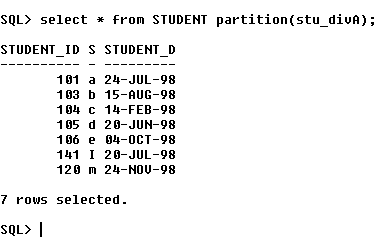 SQL> select * from STUDENT partition(stu_divA);
STUDENT_ID S STUDENT_D
---------- - ---------
101 a 24-JUL-98
103 b 15-AUG-98
104 c 14-FEB-98
105 d 20-JUN-98
106 e 04-OCT-98
141 I 20-JUL-98
120 m 24-NOV-98
7 rows selected.
SQL>